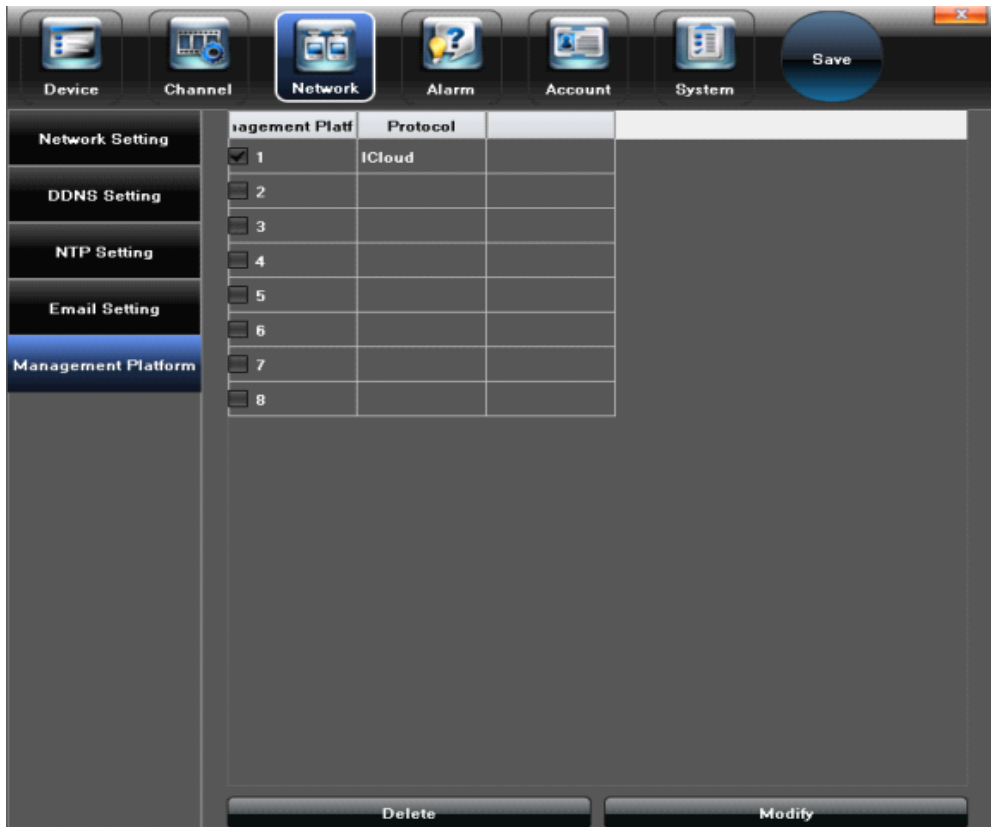 Device Channel Network Alarm Account System Save X
Network Setting
DDNS Setting
NTP Setting
Email Setting
Management Platform
nagement Platf Protocol
1 ICloud
2
3
4
5
6
7
8
Delete Modify